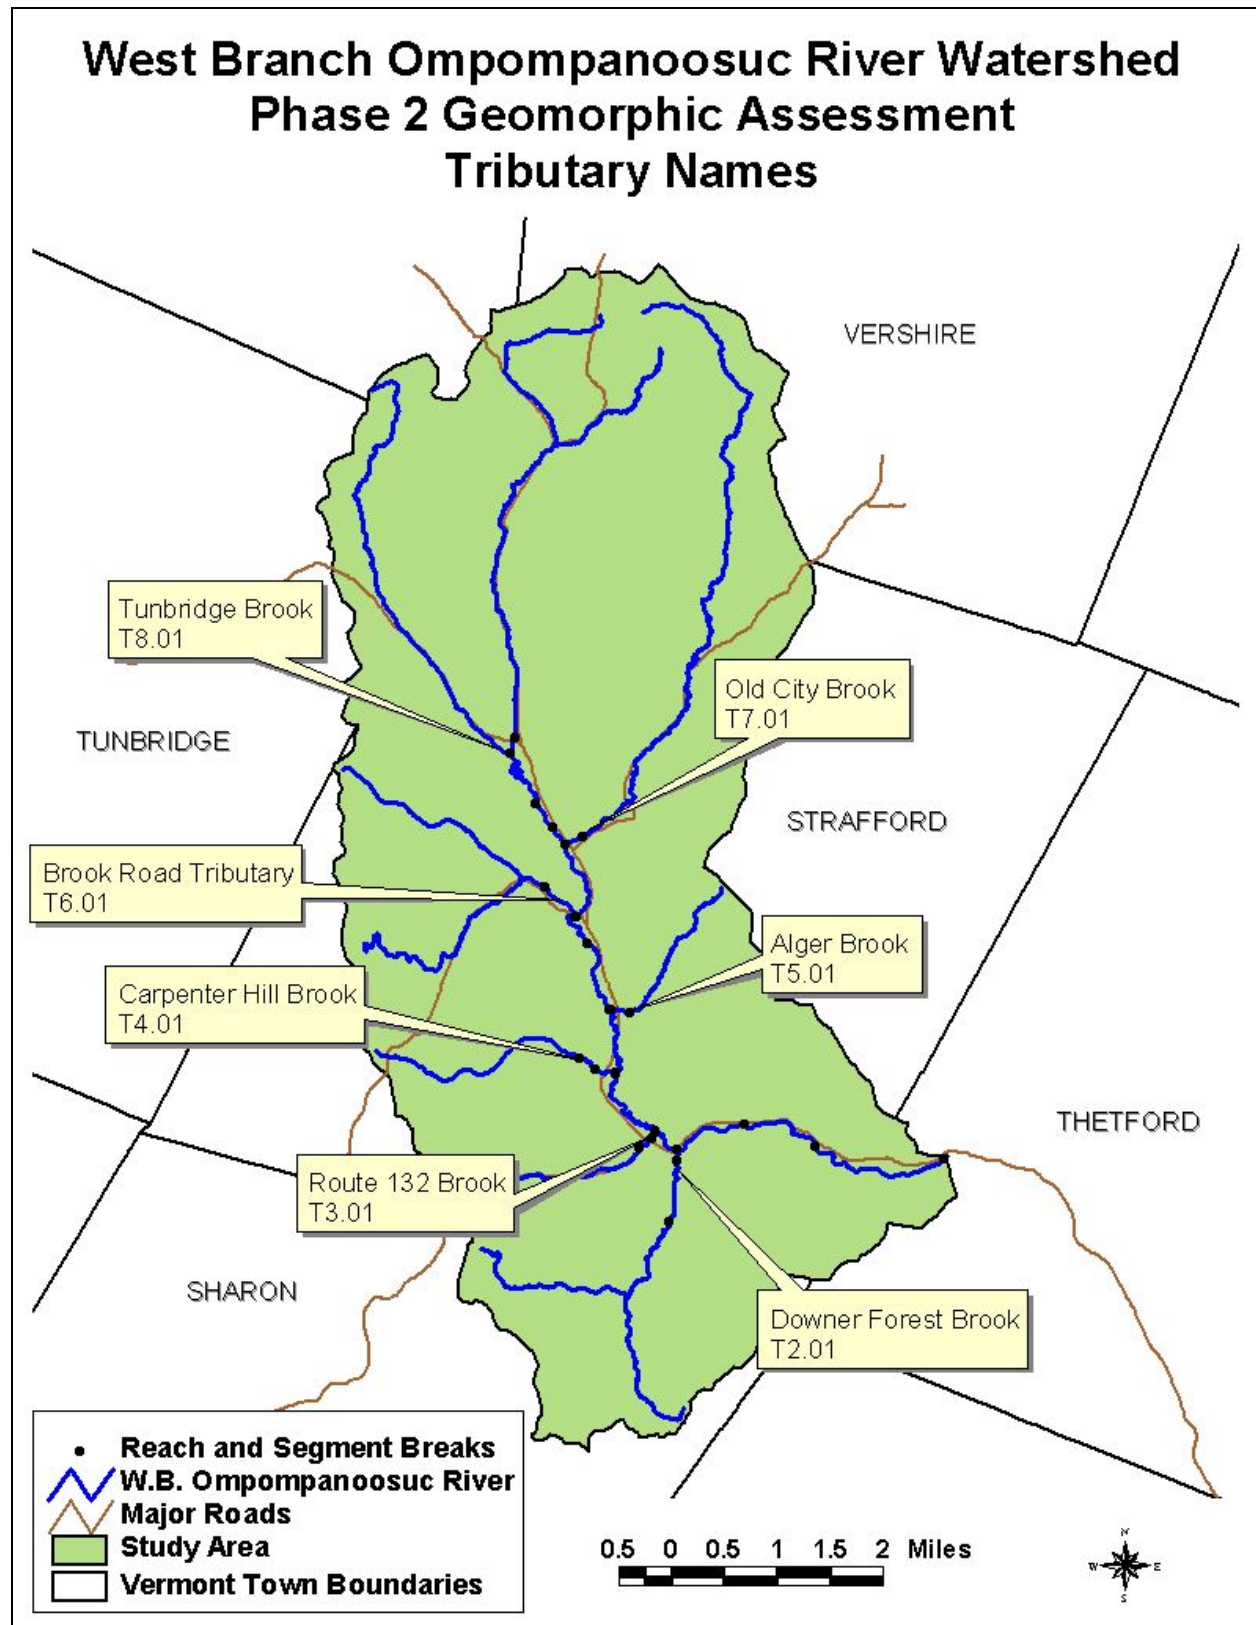 West Branch Ompompanoosuc River Watershed
Phase 2 Geomorphic Assessment
Tributary Names
VERSHIRE
Tunbridge Brook
T8.01
Old City Brook
T7.01
TUNBRIDGE
STRAFFORD
Brook Road Tributary
T6.01
Alger Brook
T5.01
Carpenter Hill Brook
T4.01
THETFORD
Route 132 Brook
T3.01
SHARON
Downer Forest Brook
T2.01
Reach and Segment Breaks
W.B. Ompompanoosuc River
Major Roads
Study Area
Vermont Town Boundaries
0.5 0 0.5 1 1.5 2 Miles
N
W E
S